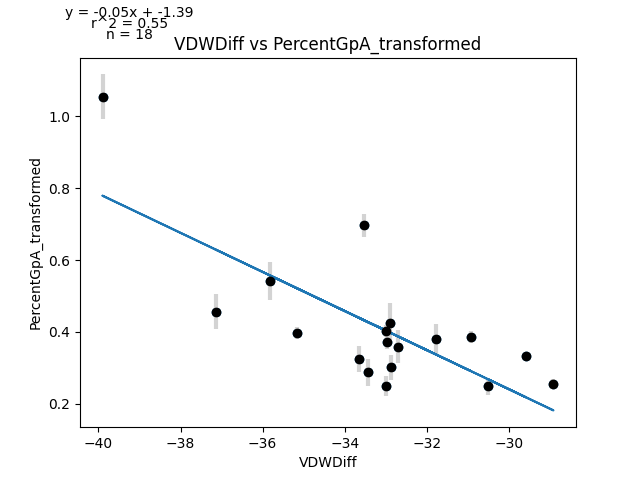 y = -0.05x + -1.39
r^2 = 0.55
n = 18
VDWDiff vs PercentGpA_transformed
PercentGpA_transformed
1.0
0.8
0.6
0.4
0.2
−40
−38
−36
−34
−32
−30
VDWDiff